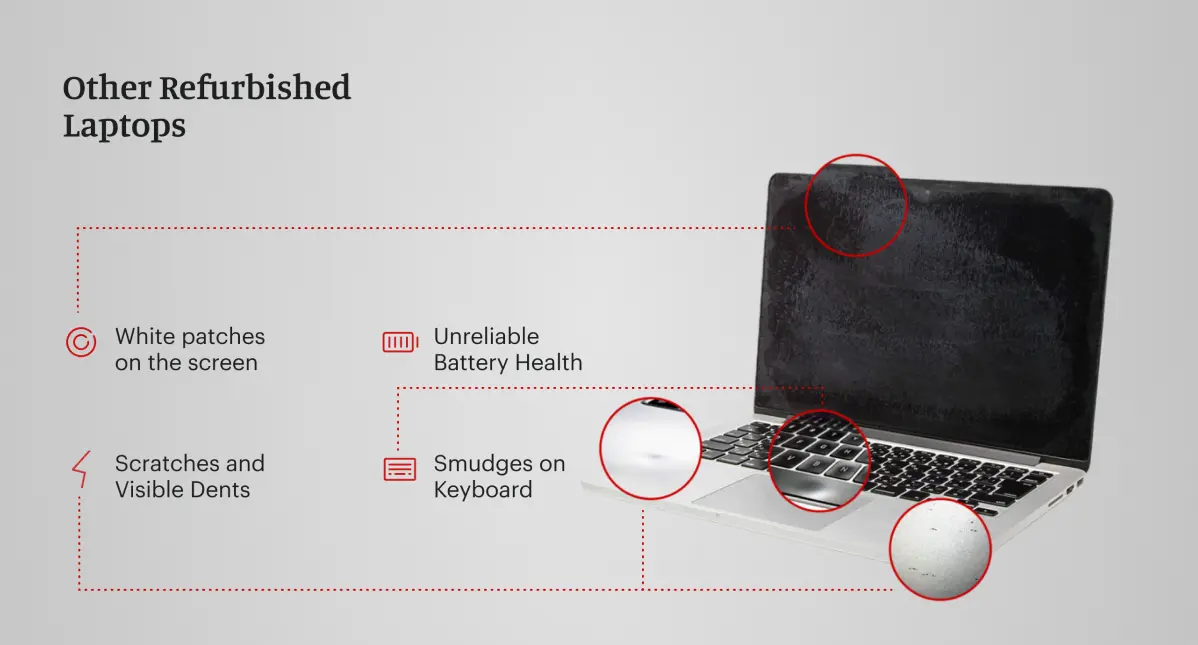 Other Refurbished
Laptops
White patches
on the screen
Unreliable
Battery Health
Scratches and
Visible Dents
Smudges on
Keyboard